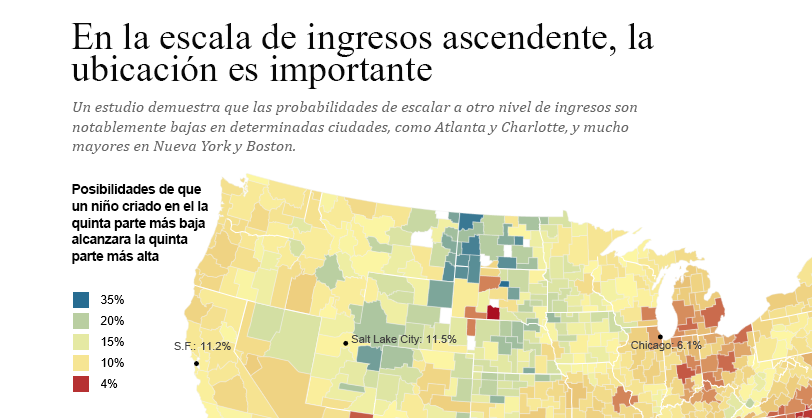 En la escala de ingresos ascendente, la
ubicación es importante
Un estudio demuestra que las probabilidades de escalar a otro nivel de ingresos son
notablemente bajas en determinadas ciudades, como Atlanta y Charlotte, y mucho
mayores en Nueva York y Boston.
Posibilidades de que
un niño criado en el la
quinta parte más baja
alcanzara la quinta
parte más alta
35%
20%
15%
10%
4%
S.F.: 11.2%
Salt Lake City: 11.5%
Chicago: 6.1%